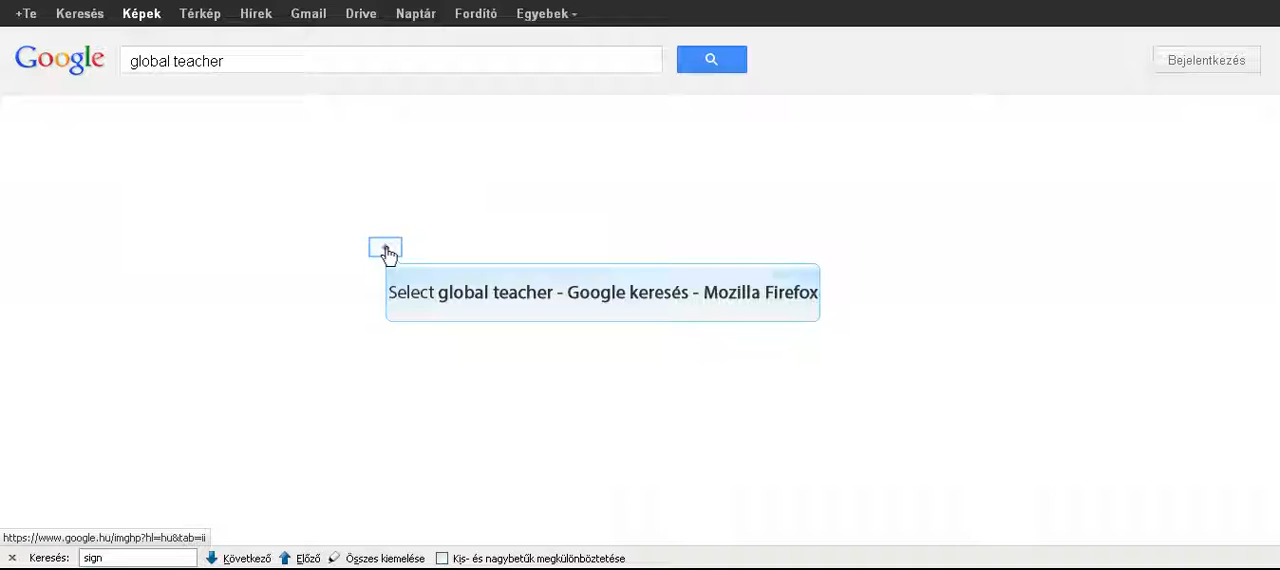 +Te Keresés Képek Térkép Hírek Gmail Drive Naptár Fordító Egyebek
Google global teacher Bejelentkezés
Select global teacher - Google keresés - Mozilla Firefox
https://www.google.hu/imghp?hl=hu&tab=ii
Keresés: sign Következő Előző Összes kiemelése Kis- és nagybetűk megkülönböztetése